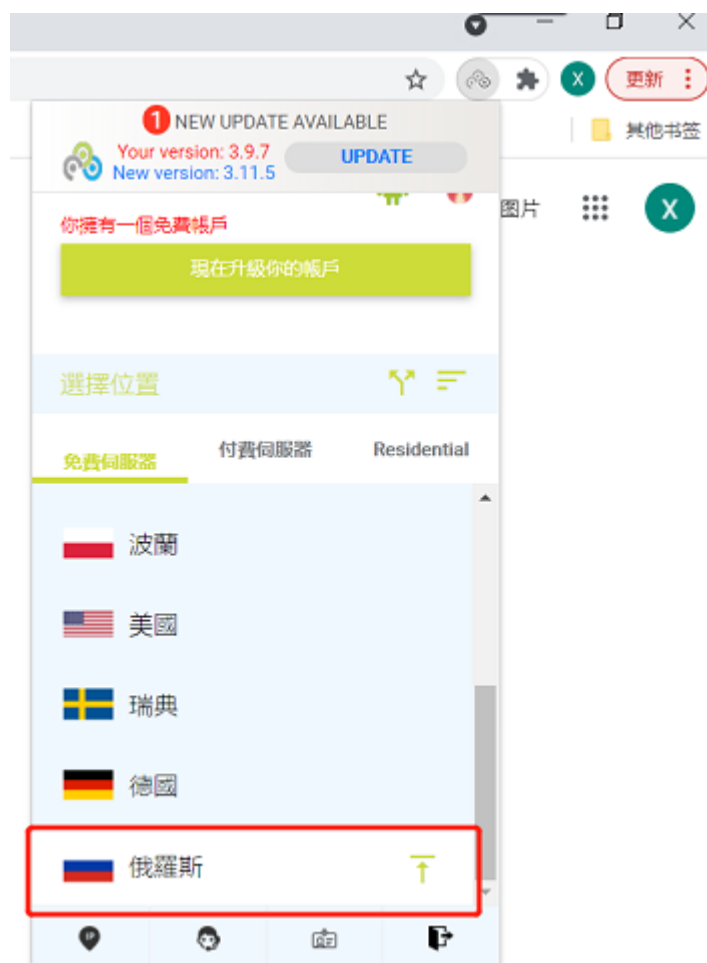 X
更新
1 NEW UPDATE AVAILABLE
Your version: 3.9.7
New version: 3.11.5
UPDATE
其他书签
图片
X
你擁有一個免費帳戶
現在升級你的帳戶
選擇位置
免費伺服器
付費伺服器
Residential
波蘭
美國
瑞典
德國
俄羅斯
IP